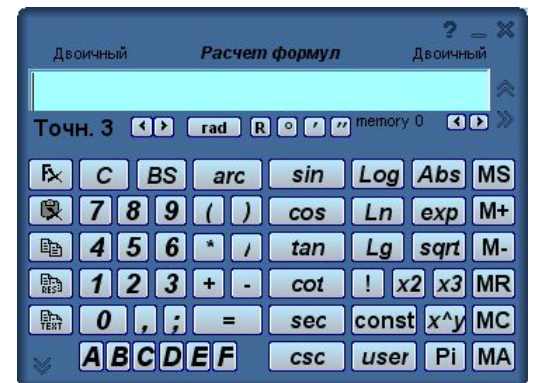 ?
Двоичный Расчет формул Двоичный
Точн. 3 rad R ° ′ ″ memory 0
Fx C BS arc sin Log Abs MS
7 8 9 ( ) cos Ln exp M+
4 5 6 * / tan Lg sqrt M-
RES 1 2 3 + - cot ! x2 x3 MR
TEXT 0 , ; = sec const x^y MC
A B C D E F csc user Pi MA